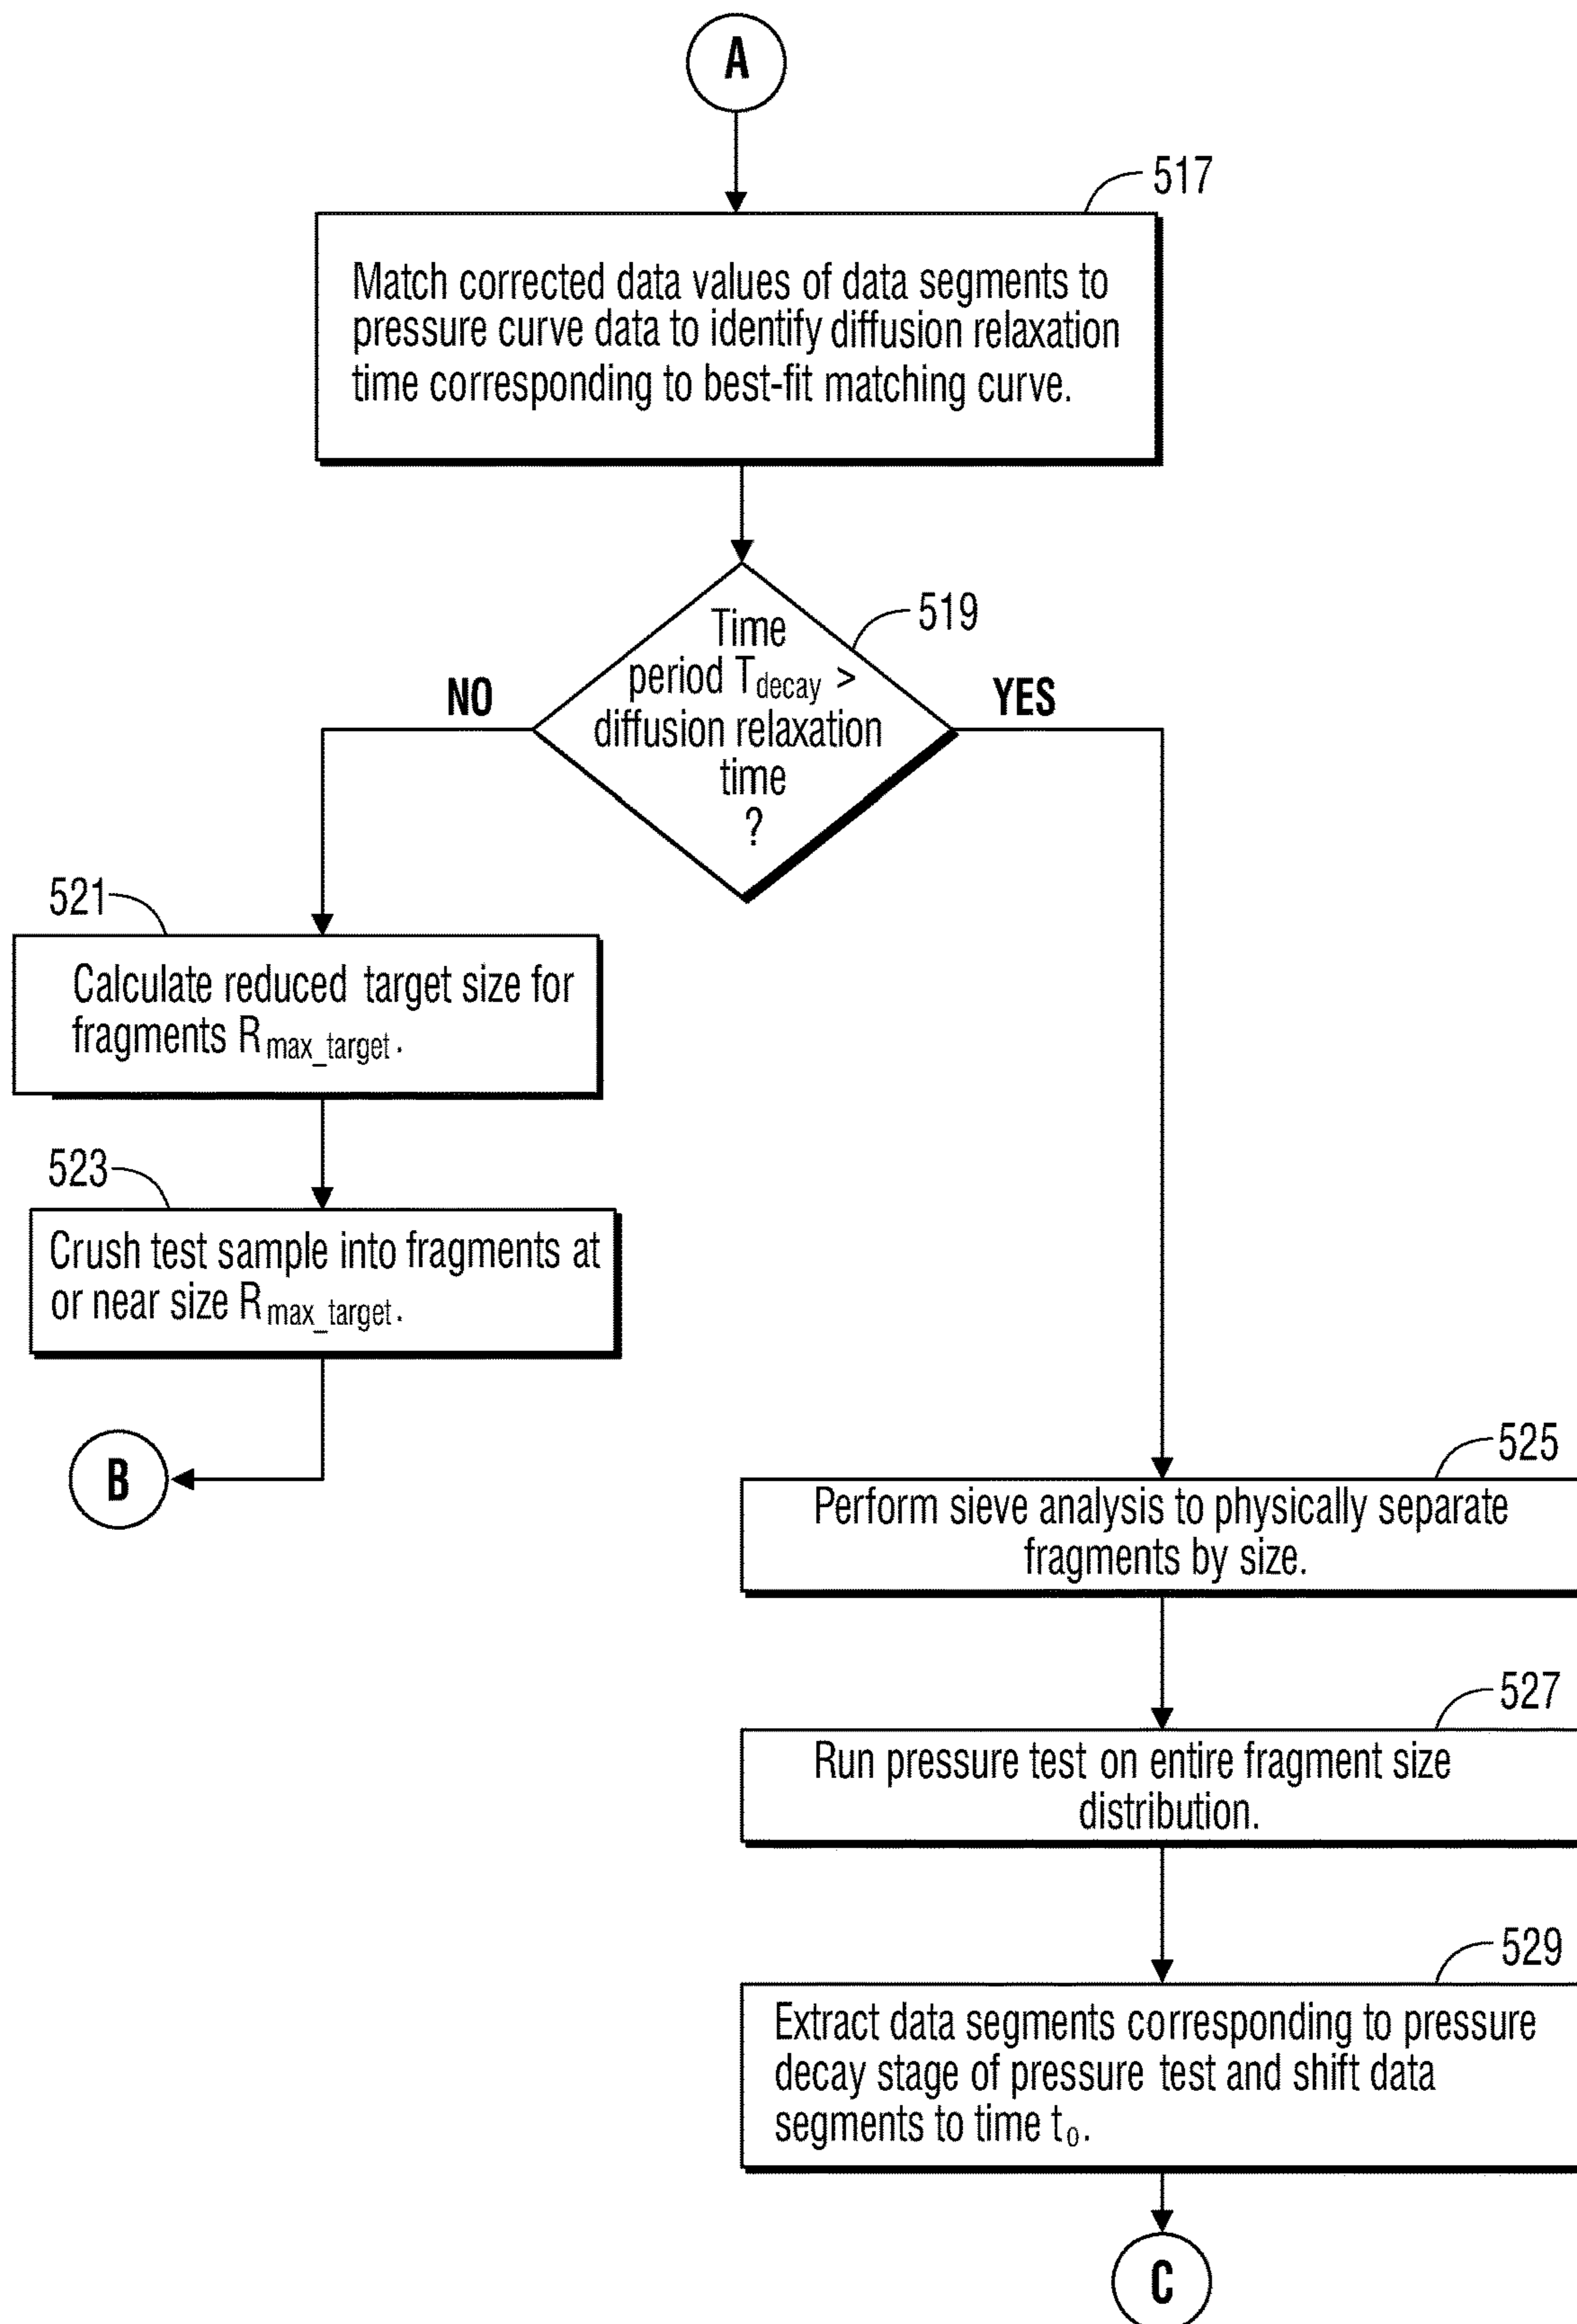 A
517
Match corrected data values of data segments to
pressure curve data to identify diffusion relaxation
time corresponding to best-fit matching curve.
519
Time
period T_decay >
diffusion relaxation
time
?
NO
YES
521
Calculate reduced target size for
fragments R_max_target.
523
Crush test sample into fragments at
or near size R_max_target.
B
525
Perform sieve analysis to physically separate
fragments by size.
527
Run pressure test on entire fragment size
distribution.
529
Extract data segments corresponding to pressure
decay stage of pressure test and shift data
segments to time t₀.
C